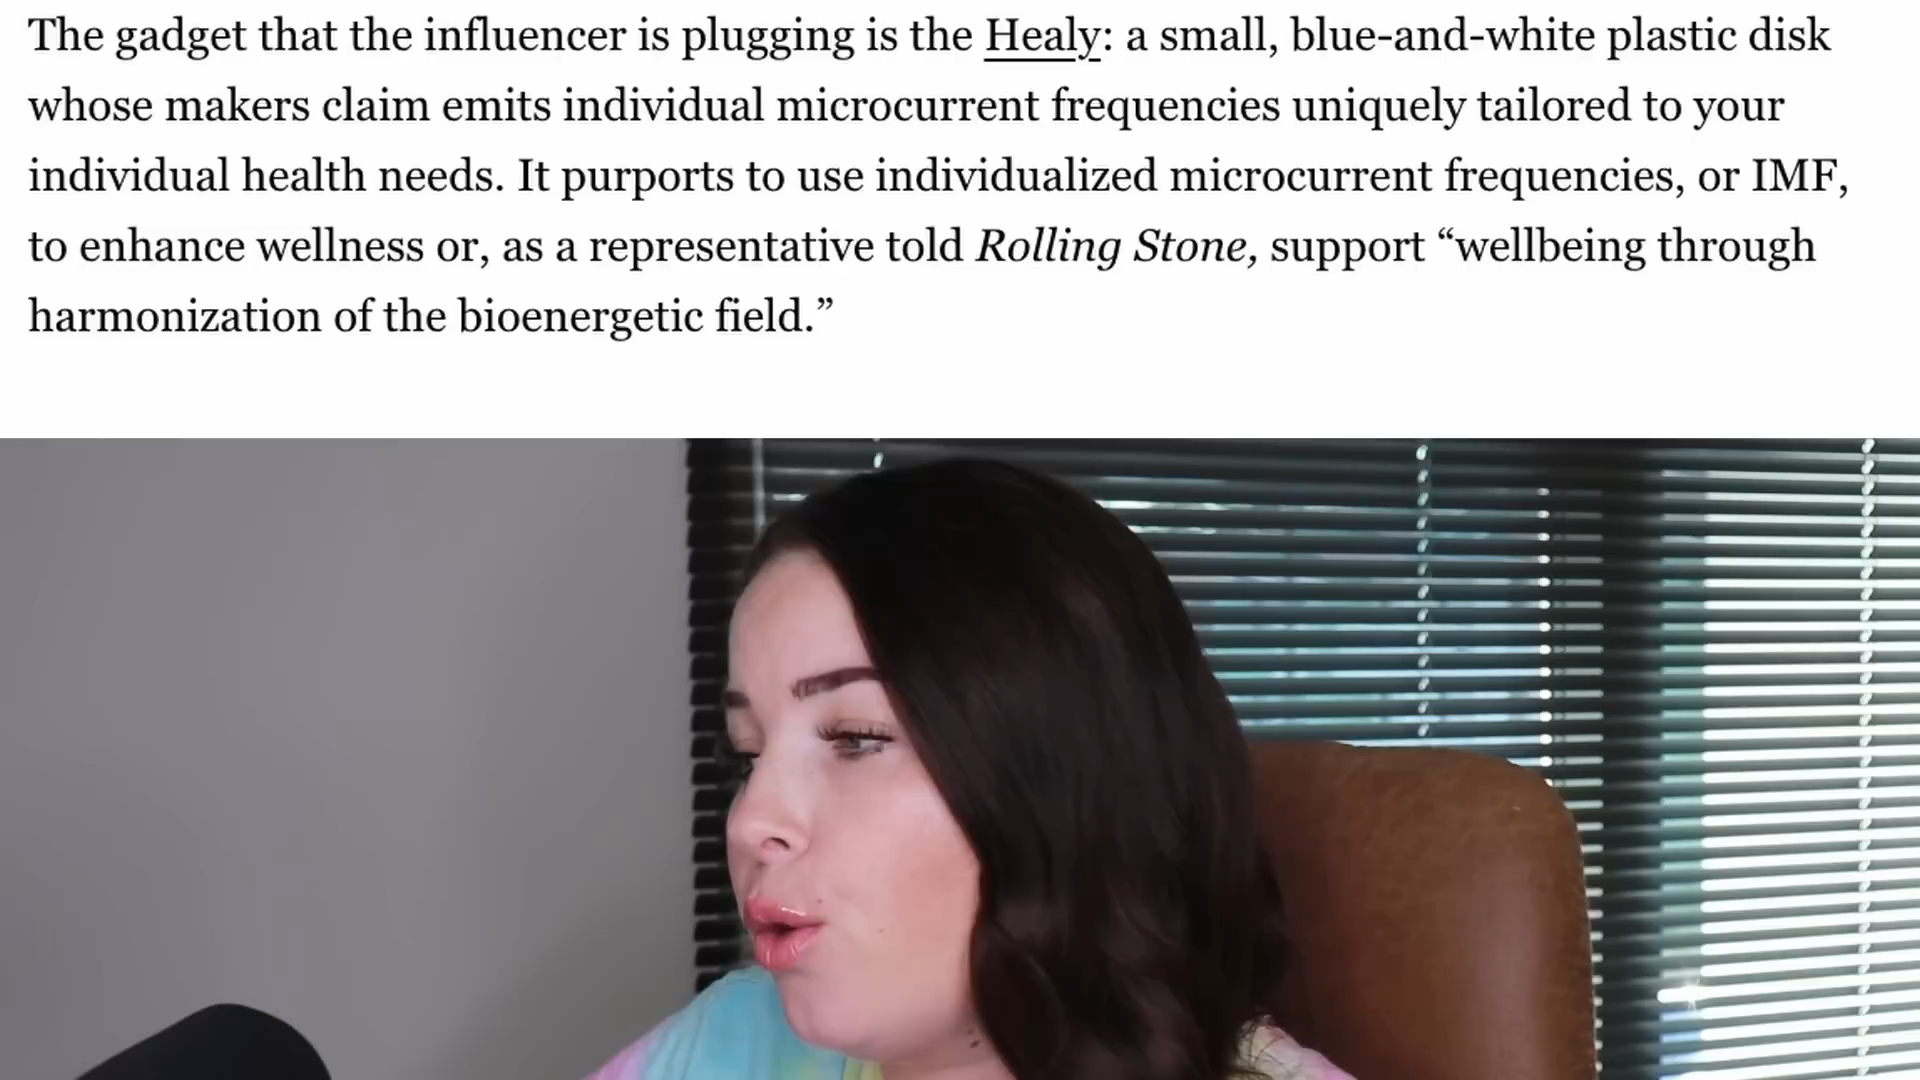 The gadget that the influencer is plugging is the Healy: a small, blue-and-white plastic disk
whose makers claim emits individual microcurrent frequencies uniquely tailored to your
individual health needs. It purports to use individualized microcurrent frequencies, or IMF,
to enhance wellness or, as a representative told Rolling Stone, support “wellbeing through
harmonization of the bioenergetic field.”